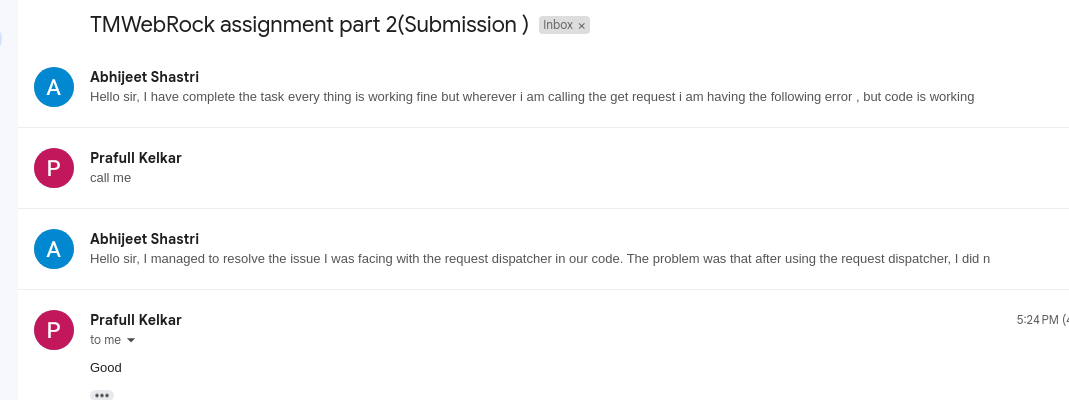 TMWebRock assignment part 2(Submission ) Inbox ×
A Abhijeet Shastri
Hello sir, I have complete the task every thing is working fine but wherever i am calling the get request i am having the following error , but code is working
P Prafull Kelkar
call me
A Abhijeet Shastri
Hello sir, I managed to resolve the issue I was facing with the request dispatcher in our code. The problem was that after using the request dispatcher, I did n
P Prafull Kelkar 5:24 PM (
to me
Good